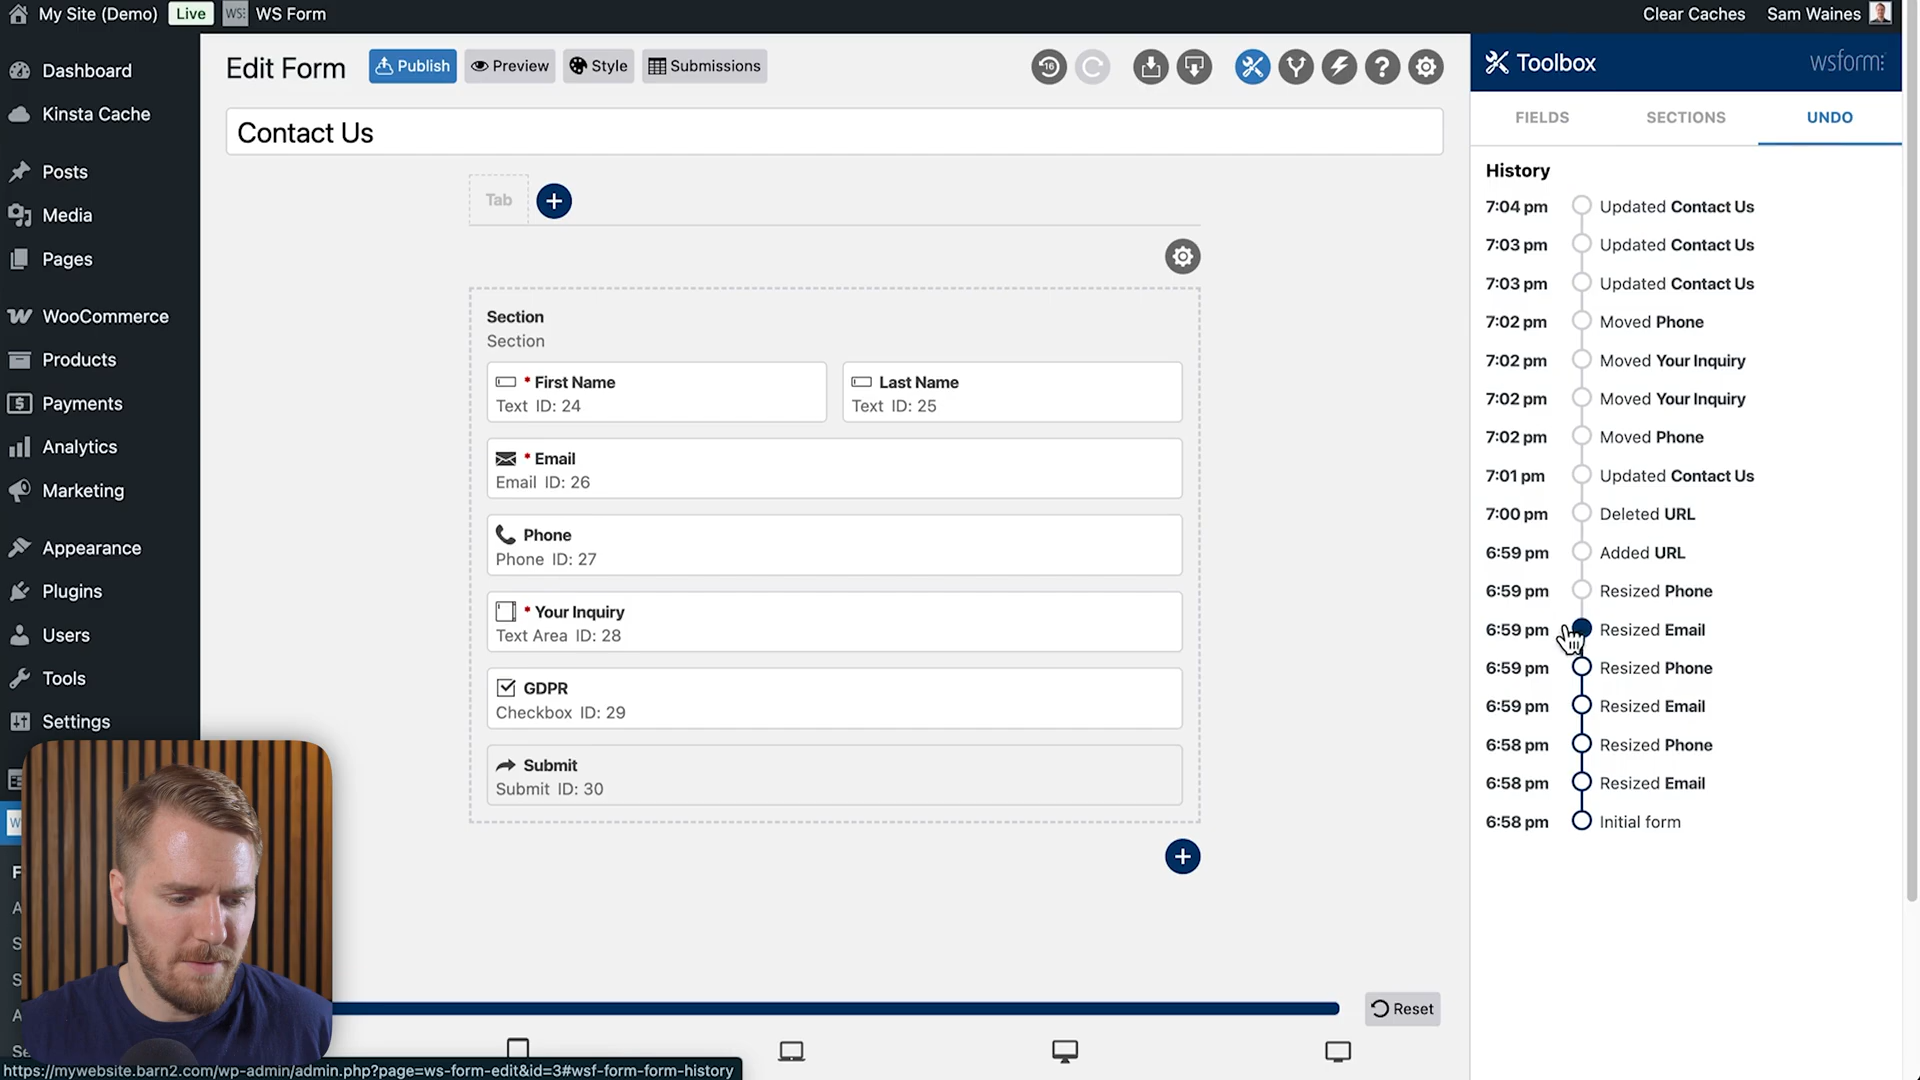 My Site (Demo) Live WS Form Clear Caches Sam Waines
Dashboard
Kinsta Cache
Posts
Media
Pages
WooCommerce
Products
Payments
Analytics
Marketing
Appearance
Plugins
Users
Tools
Settings
Edit Form Publish Preview Style Submissions
16
Contact Us
Tab
Section
Section
* First Name
Text ID: 24
Last Name
Text ID: 25
* Email
Email ID: 26
Phone
Phone ID: 27
* Your Inquiry
Text Area ID: 28
GDPR
Checkbox ID: 29
Submit
Submit ID: 30
Reset
Toolbox wsform
FIELDS SECTIONS UNDO
History
7:04 pm Updated Contact Us
7:03 pm Updated Contact Us
7:03 pm Updated Contact Us
7:02 pm Moved Phone
7:02 pm Moved Your Inquiry
7:02 pm Moved Your Inquiry
7:02 pm Moved Phone
7:01 pm Updated Contact Us
7:00 pm Deleted URL
6:59 pm Added URL
6:59 pm Resized Phone
6:59 pm Resized Email
6:59 pm Resized Phone
6:59 pm Resized Email
6:58 pm Resized Phone
6:58 pm Resized Email
6:58 pm Initial form
https://mywebsite.barn2.com/wp-admin/admin.php?page=ws-form-edit&id=3#wsf-form-form-history